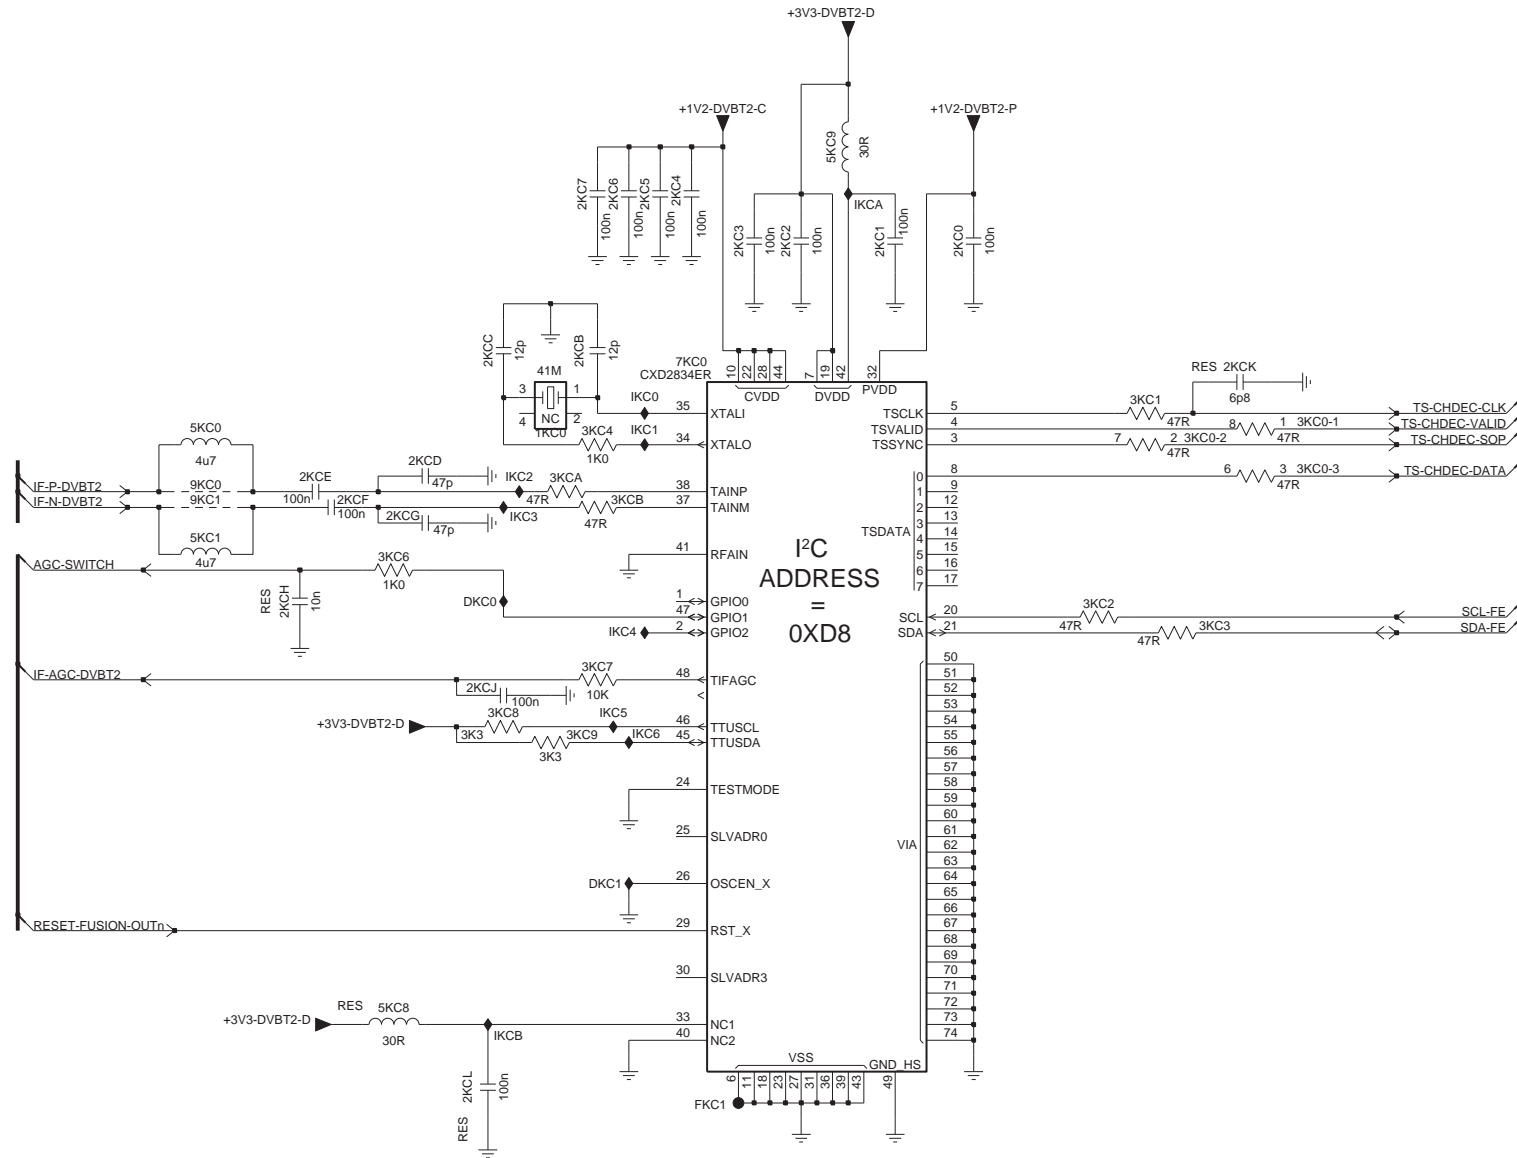 +3V3-DVBT2-D
+1V2-DVBT2-C
+1V2-DVBT2-P
5KC9
30R
2KC7
100n
2KC6
100n
2KC5
100n
2KC4
100n
IKCA
2KC3
100n
2KC2
100n
2KC1
100n
2KC0
100n
2KCC
12p
2KCB
12p
41M
3
1
4
2
NC
1KC0
7KC0
CXD2834ER
10
22
28
44
7
19
42
32
CVDD
DVDD
PVDD
RES
2KCK
6p8
IKC0
35
XTALI
IKC1
34
XTALO
3KC4
1K0
TSCLK
5
3KC1
47R
TS-CHDEC-CLK
TSVALID
4
8
1
3KC0-1
47R
TS-CHDEC-VALID
TSSYNC
3
7
2
3KC0-2
47R
TS-CHDEC-SOP
5KC0
4u7
IF-P-DVBT2
9KC0
2KCE
100n
2KCD
47p
IKC2
3KCA
47R
38
TAINP
IF-N-DVBT2
9KC1
2KCF
100n
2KCG
47p
IKC3
3KCB
47R
37
TAINM
5KC1
4u7
TSDATA
0
8
6
3
3KC0-3
47R
TS-CHDEC-DATA
1
9
2
12
3
13
4
14
5
15
6
16
7
17
41
RFAIN
I²C
ADDRESS
=
0XD8
AGC-SWITCH
3KC6
1K0
RES
2KCH
10n
DKC0
1
GPIO0
47
GPIO1
IKC4
2
GPIO2
SCL
20
3KC2
47R
SCL-FE
SDA
21
3KC3
47R
SDA-FE
IF-AGC-DVBT2
2KCJ
100n
3KC7
10K
48
TIFAGC
+3V3-DVBT2-D
3KC8
3K3
IKC5
46
TTUSCL
3KC9
3K3
IKC6
45
TTUSDA
24
TESTMODE
25
SLVADR0
DKC1
26
OSCEN_X
RESET-FUSION-OUTn
29
RST_X
30
SLVADR3
VIA
50
51
52
53
54
55
56
57
58
59
60
61
62
63
64
65
66
67
68
69
70
71
72
73
74
+3V3-DVBT2-D
RES
5KC8
30R
IKCB
33
NC1
40
NC2
RES
2KCL
100n
VSS
GND_HS
6
11
18
23
27
31
36
39
43
49
FKC1